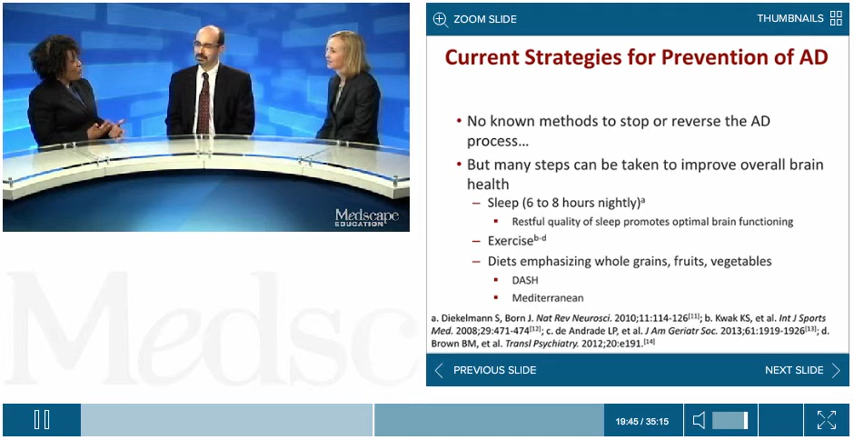 ZOOM SLIDE
THUMBNAILS
Current Strategies for Prevention of AD
• No known methods to stop or reverse the AD
process...
• But many steps can be taken to improve overall brain
health
– Sleep (6 to 8 hours nightly)a
▪ Restful quality of sleep promotes optimal brain functioning
– Exerciseb-d
– Diets emphasizing whole grains, fruits, vegetables
▪ DASH
▪ Mediterranean
a. Diekelmann S, Born J. Nat Rev Neurosci. 2010;11:114-126[11]; b. Kwak KS, et al. Int J Sports
Med. 2008;29:471-474[12]; c. de Andrade LP, et al. J Am Geriatr Soc. 2013;61:1919-1926[13]; d.
Brown BM, et al. Transl Psychiatry. 2012;20:e191.[14]
PREVIOUS SLIDE
NEXT SLIDE
Medscape
EDUCATION
Medsc
19:45 / 35:15